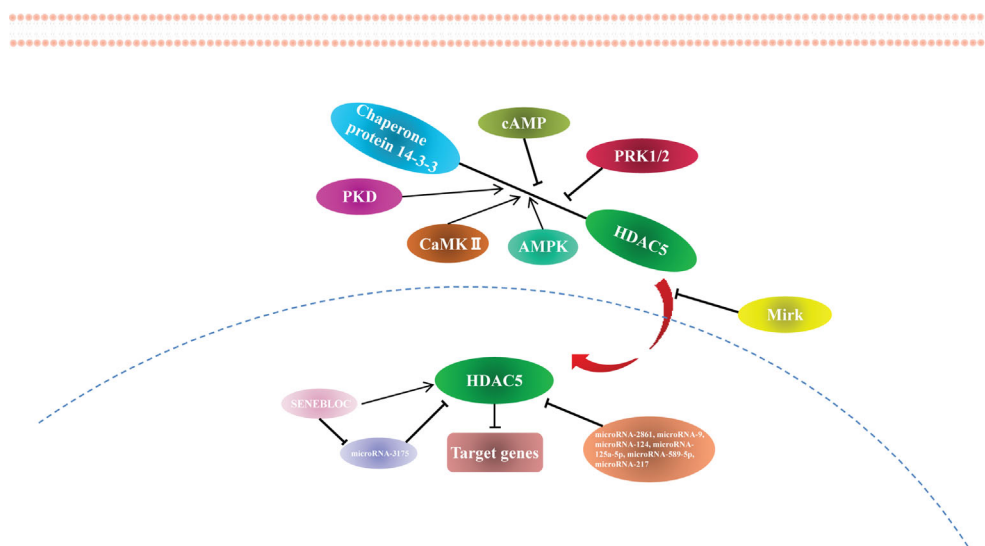 Chaperone
protein 14-3-3
cAMP
PRK1/2
PKD
CaMK Ⅱ
AMPK
HDAC5
Mirk
HDAC5
SENEBLOC
microRNA-3175
Target genes
microRNA-2861, microRNA-9,
microRNA-124, microRNA-
125a-5p, microRNA-589-5p,
microRNA-217